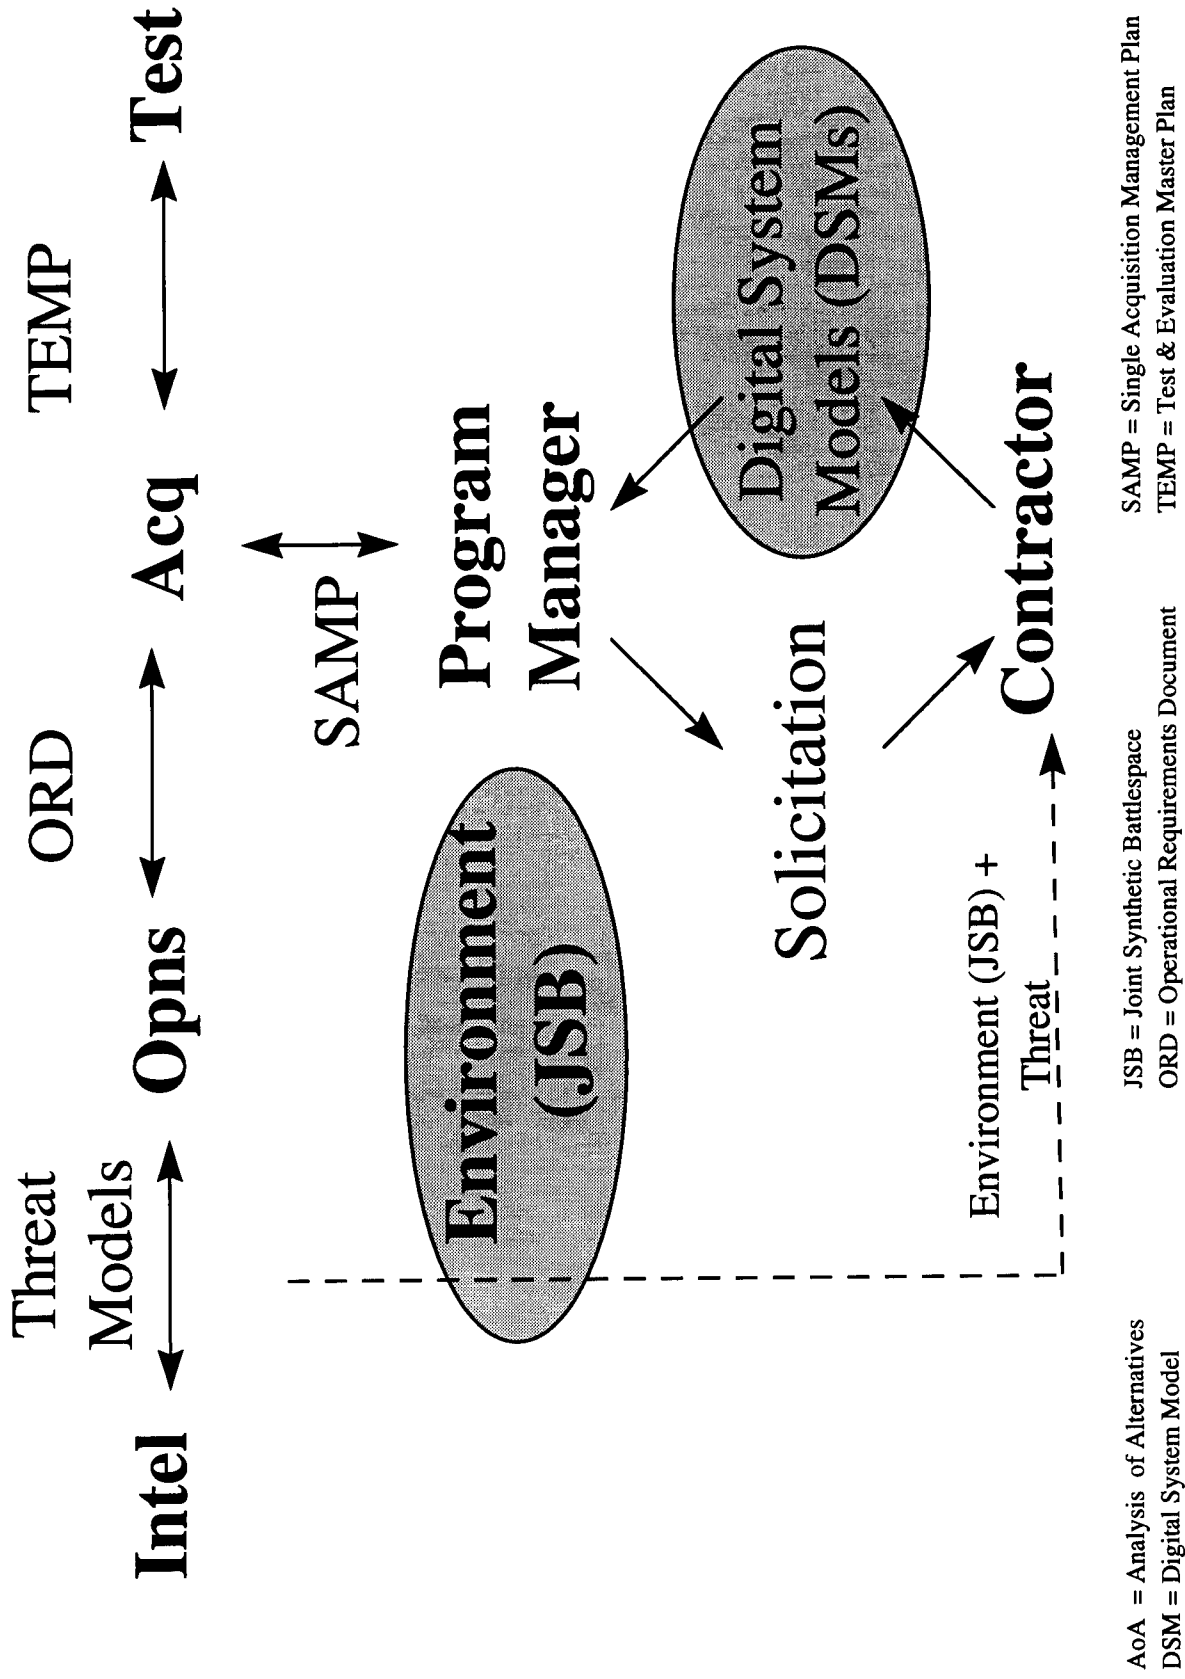 Threat
Models
ORD
TEMP
Intel
Opns
Acq
Test
SAMP
Environment
(JSB)
Program
Manager
Solicitation
Digital System
Models (DSMs)
Environment (JSB) +
Threat
Contractor
AoA = Analysis of Alternatives
DSM = Digital System Model
JSB = Joint Synthetic Battlespace
ORD = Operational Requirements Document
SAMP = Single Acquisition Management Plan
TEMP = Test & Evaluation Master Plan